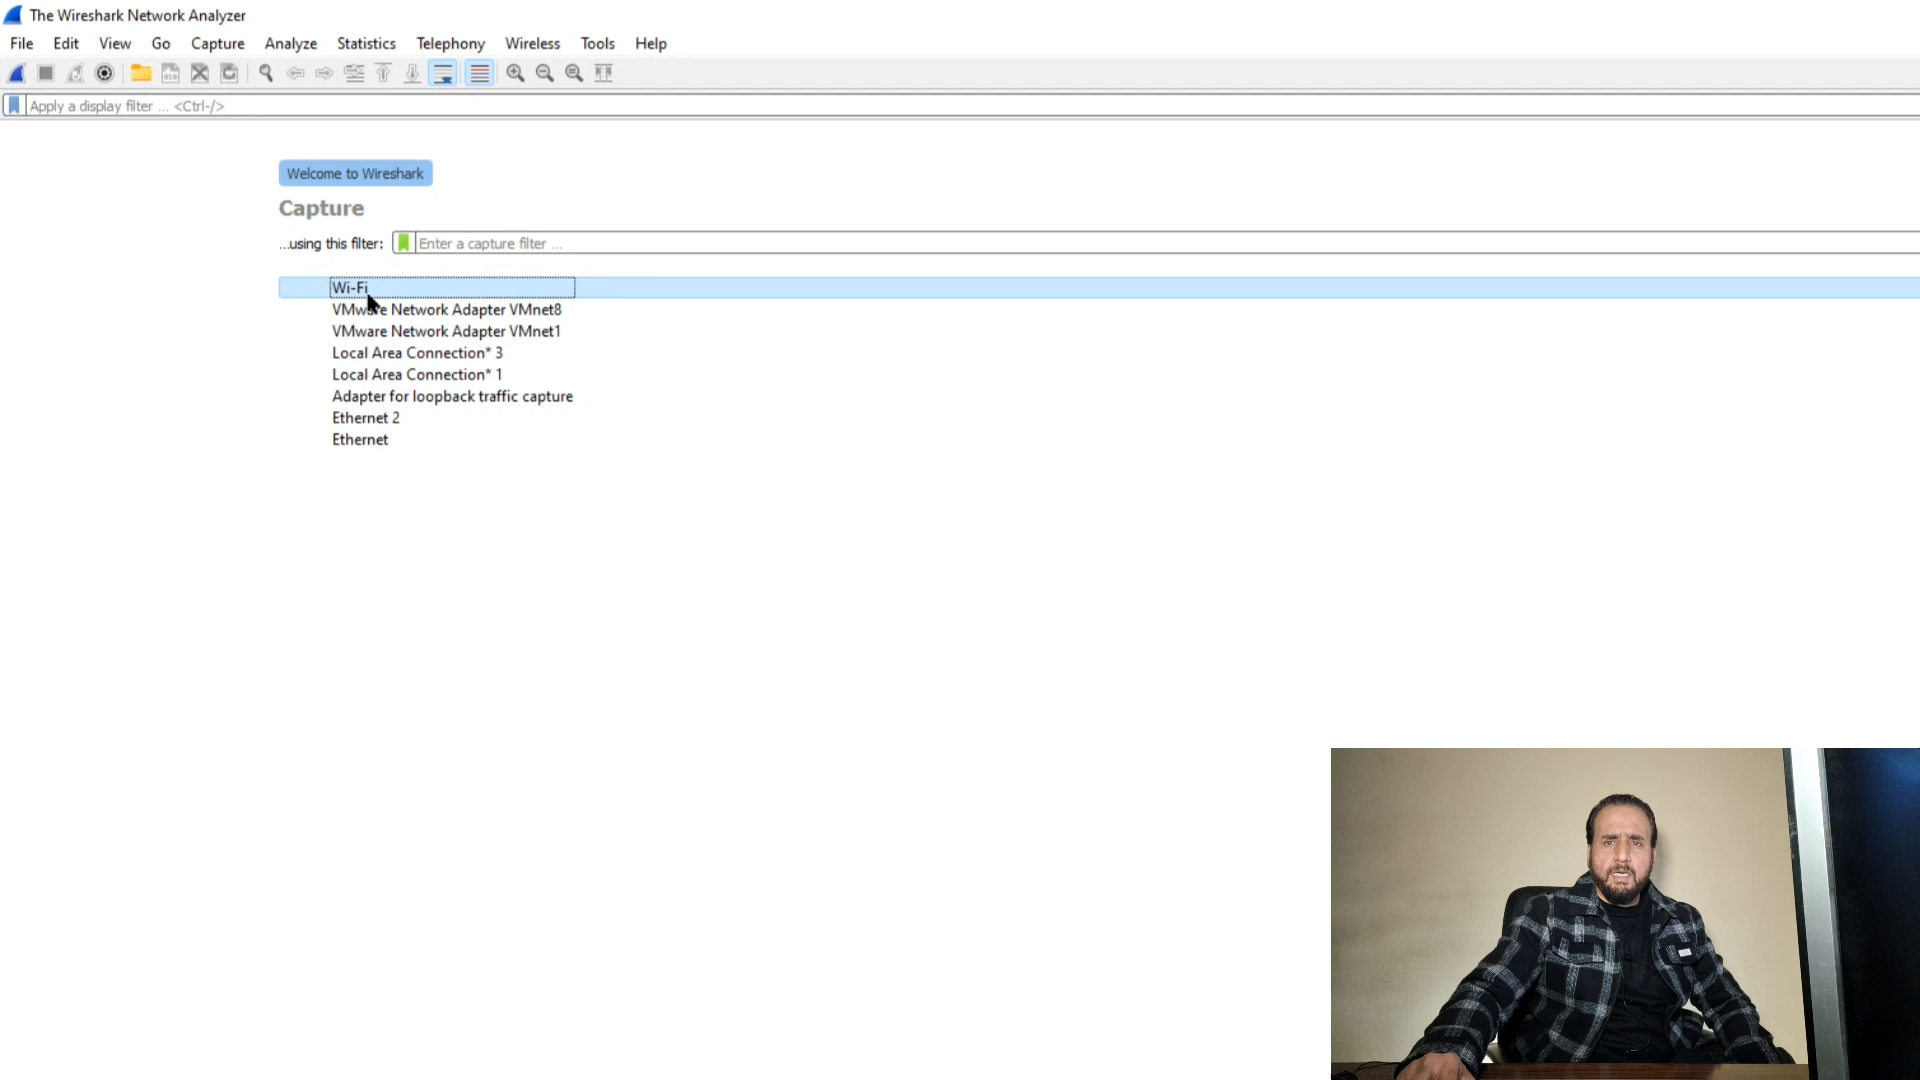 The Wireshark Network Analyzer
File Edit View Go Capture Analyze Statistics Telephony Wireless Tools Help
Apply a display filter ... <Ctrl-/>
Welcome to Wireshark
Capture
...using this filter: Enter a capture filter ...
Wi-Fi
VMware Network Adapter VMnet8
VMware Network Adapter VMnet1
Local Area Connection* 3
Local Area Connection* 1
Adapter for loopback traffic capture
Ethernet 2
Ethernet